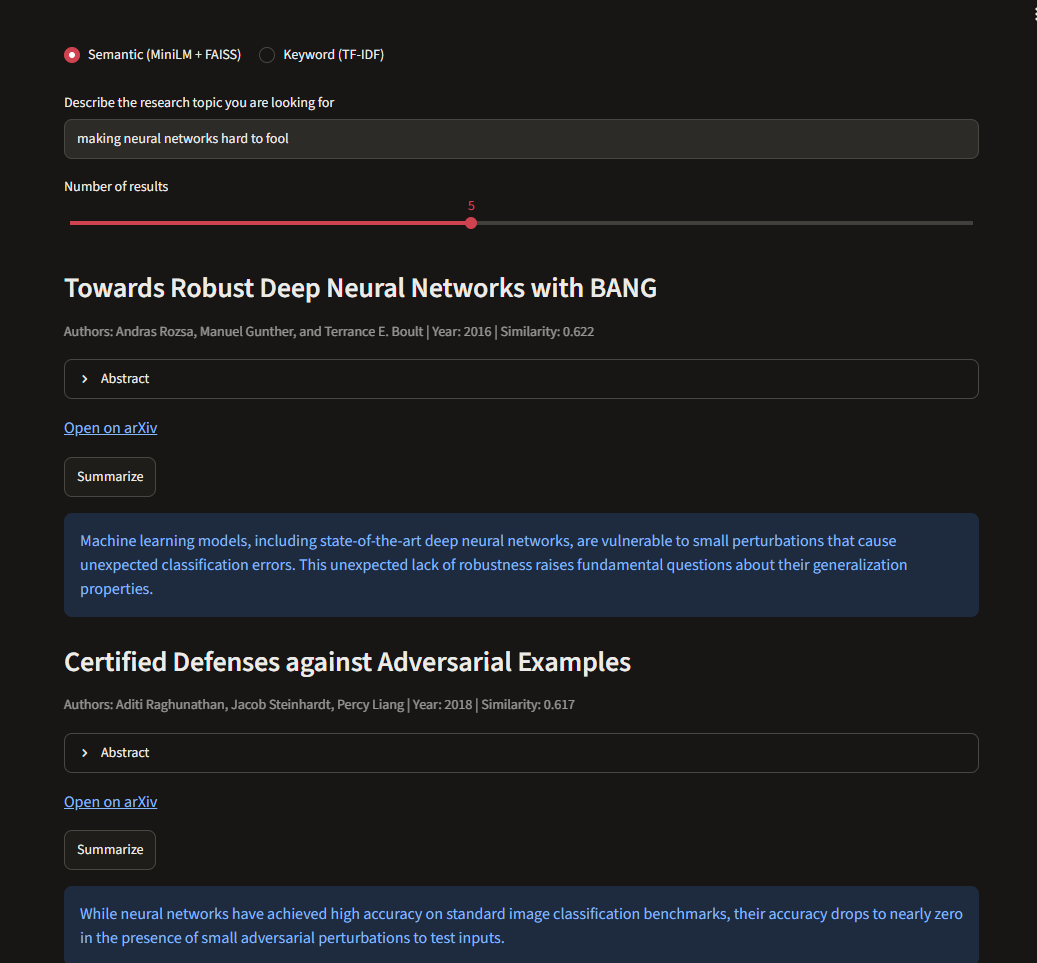 Semantic (MiniLM + FAISS) Keyword (TF-IDF)
Describe the research topic you are looking for
making neural networks hard to fool
Number of results
5
Towards Robust Deep Neural Networks with BANG
Authors: Andras Rozsa, Manuel Gunther, and Terrance E. Boult | Year: 2016 | Similarity: 0.622
Abstract
Open on arXiv
Summarize
Machine learning models, including state-of-the-art deep neural networks, are vulnerable to small perturbations that cause
unexpected classification errors. This unexpected lack of robustness raises fundamental questions about their generalization
properties.
Certified Defenses against Adversarial Examples
Authors: Aditi Raghunathan, Jacob Steinhardt, Percy Liang | Year: 2018 | Similarity: 0.617
Abstract
Open on arXiv
Summarize
While neural networks have achieved high accuracy on standard image classification benchmarks, their accuracy drops to nearly zero
in the presence of small adversarial perturbations to test inputs.